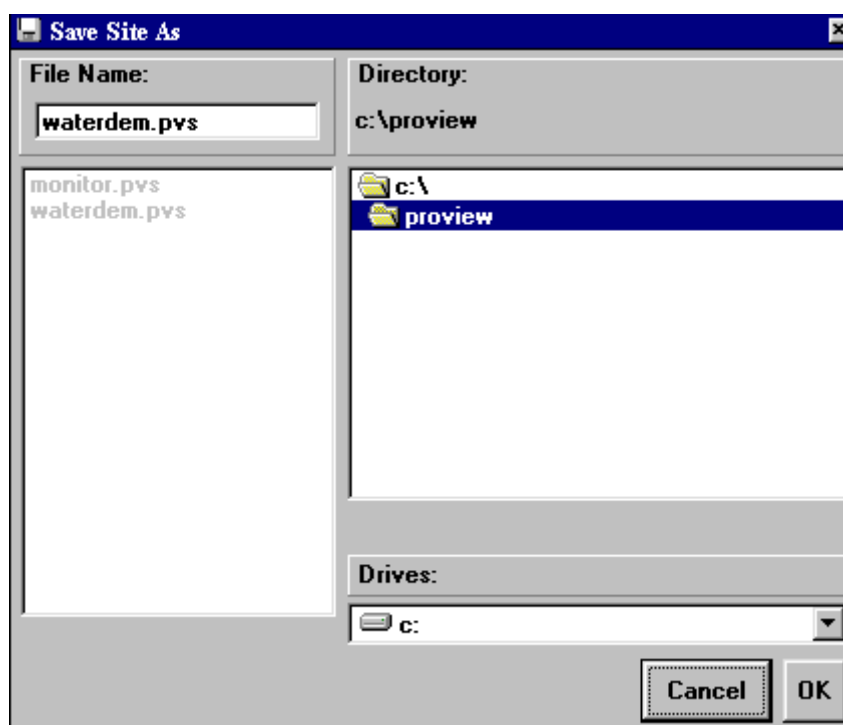 Save Site As
File Name:
waterdem.pvs
monitor.pvs
waterdem.pvs
Directory:
c:\proview
c:\
proview
Drives:
c:
Cancel
OK